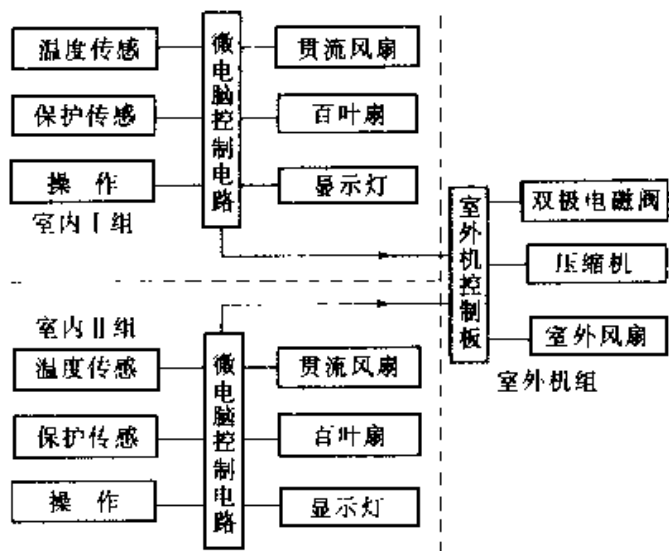 温度传感
保护传感
操作
室内Ⅰ组
微电脑控制电路
贯流风扇
百叶扇
显示灯
室内Ⅱ组
温度传感
保护传感
操作
微电脑控制电路
贯流风扇
百叶扇
显示灯
室外机控制板
双极电磁阀
压缩机
室外风扇
室外机组